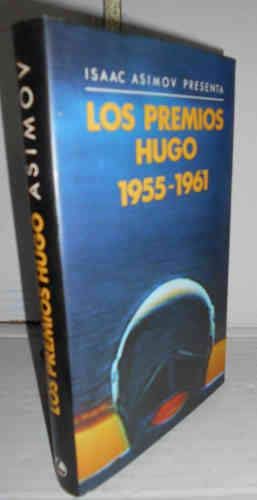 ISAAC ASIMOV PRESENTA
LOS PREMIOS
HUGO
1955-1961
LOS PREMIOS HUGO ASIMOV